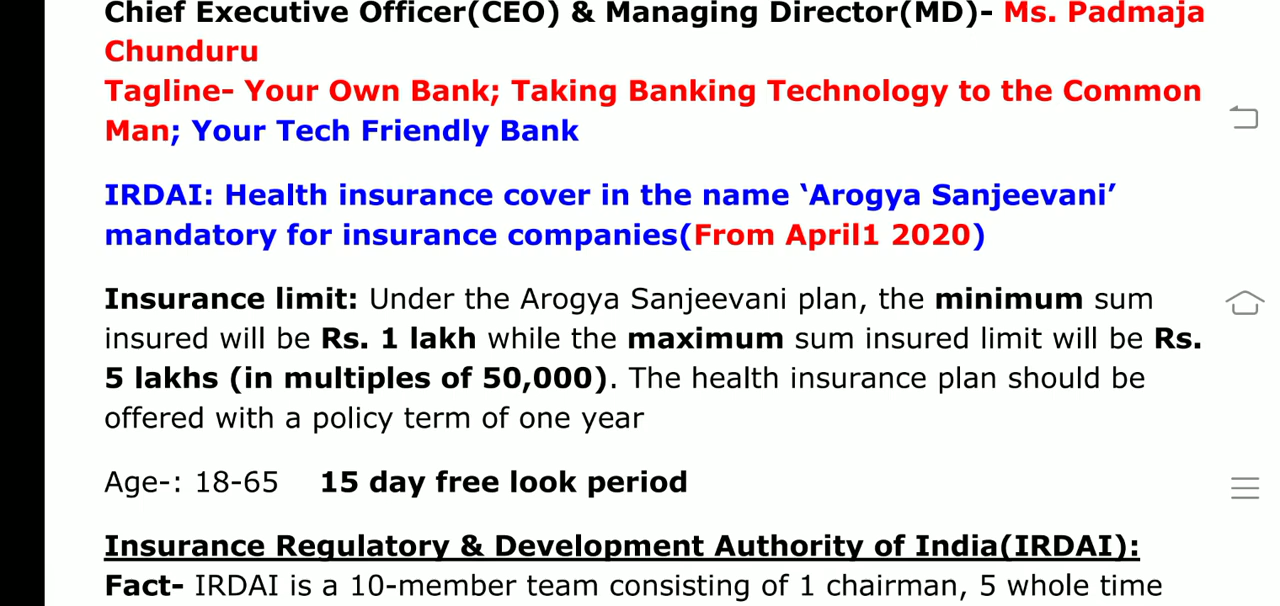 Chief Executive Officer(CEO) & Managing Director(MD)- Ms. Padmaja
Chunduru
Tagline- Your Own Bank; Taking Banking Technology to the Common
Man; Your Tech Friendly Bank
IRDAI: Health insurance cover in the name ‘Arogya Sanjeevani’
mandatory for insurance companies(From April1 2020)
Insurance limit: Under the Arogya Sanjeevani plan, the minimum sum
insured will be Rs. 1 lakh while the maximum sum insured limit will be Rs.
5 lakhs (in multiples of 50,000). The health insurance plan should be
offered with a policy term of one year
Age-: 18-65 15 day free look period
Insurance Regulatory & Development Authority of India(IRDAI):
Fact- IRDAI is a 10-member team consisting of 1 chairman, 5 whole time